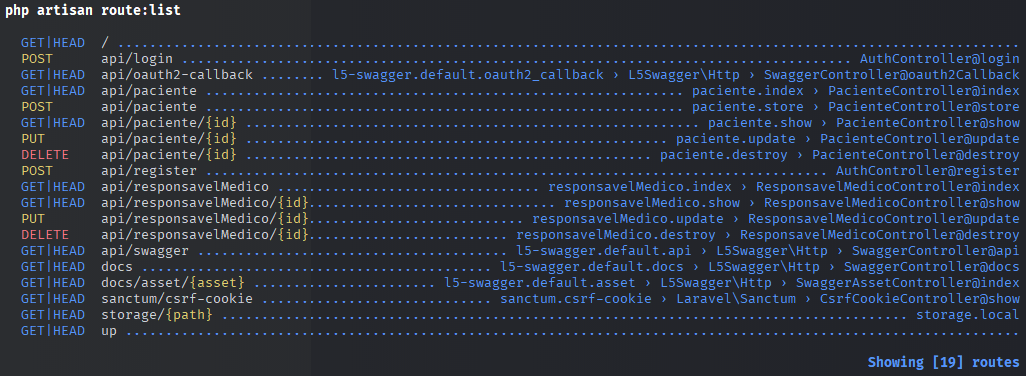 php artisan route:list
GET|HEAD / ................................................................................................................
POST api/login ..................................................................................... AuthController@login
GET|HEAD api/oauth2-callback ........ l5-swagger.default.oauth2_callback › L5Swagger\Http › SwaggerController@oauth2Callback
GET|HEAD api/paciente ............................................................ paciente.index › PacienteController@index
POST api/paciente ............................................................ paciente.store › PacienteController@store
GET|HEAD api/paciente/{id} ......................................................... paciente.show › PacienteController@show
PUT api/paciente/{id} ..................................................... paciente.update › PacienteController@update
DELETE api/paciente/{id} ................................................... paciente.destroy › PacienteController@destroy
POST api/register ............................................................................... AuthController@register
GET|HEAD api/responsavelMedico ................................. responsavelMedico.index › ResponsavelMedicoController@index
GET|HEAD api/responsavelMedico/{id}.............................. responsavelMedico.show › ResponsavelMedicoController@show
PUT api/responsavelMedico/{id}.......................... responsavelMedico.update › ResponsavelMedicoController@update
DELETE api/responsavelMedico/{id}........................ responsavelMedico.destroy › ResponsavelMedicoController@destroy
GET|HEAD api/swagger ......................................... l5-swagger.default.api › L5Swagger\Http › SwaggerController@api
GET|HEAD docs .............................................. l5-swagger.default.docs › L5Swagger\Http › SwaggerController@docs
GET|HEAD docs/asset/{asset} ......................... l5-swagger.default.asset › L5Swagger\Http › SwaggerAssetController@index
GET|HEAD sanctum/csrf-cookie .............................. sanctum.csrf-cookie › Laravel\Sanctum › CsrfCookieController@show
GET|HEAD storage/{path} ....................................................................................... storage.local
GET|HEAD up ................................................................................................................
Showing [19] routes